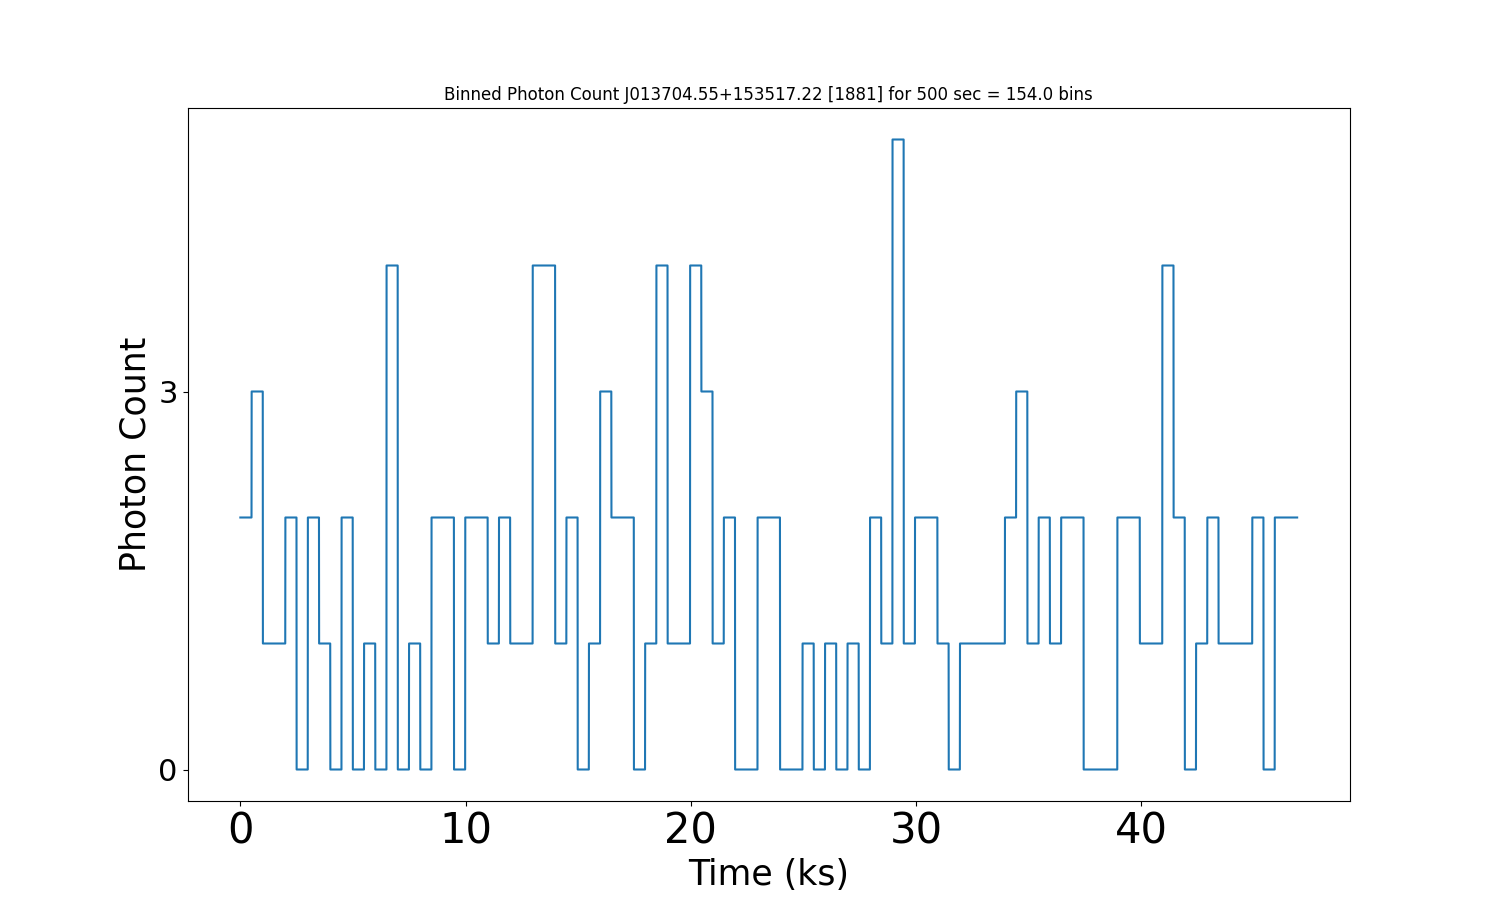 Binned Photon Count J013704.55+153517.22 [1881] for 500 sec = 154.0 bins
Photon Count
3
0
0 10 20 30 40
Time (ks)